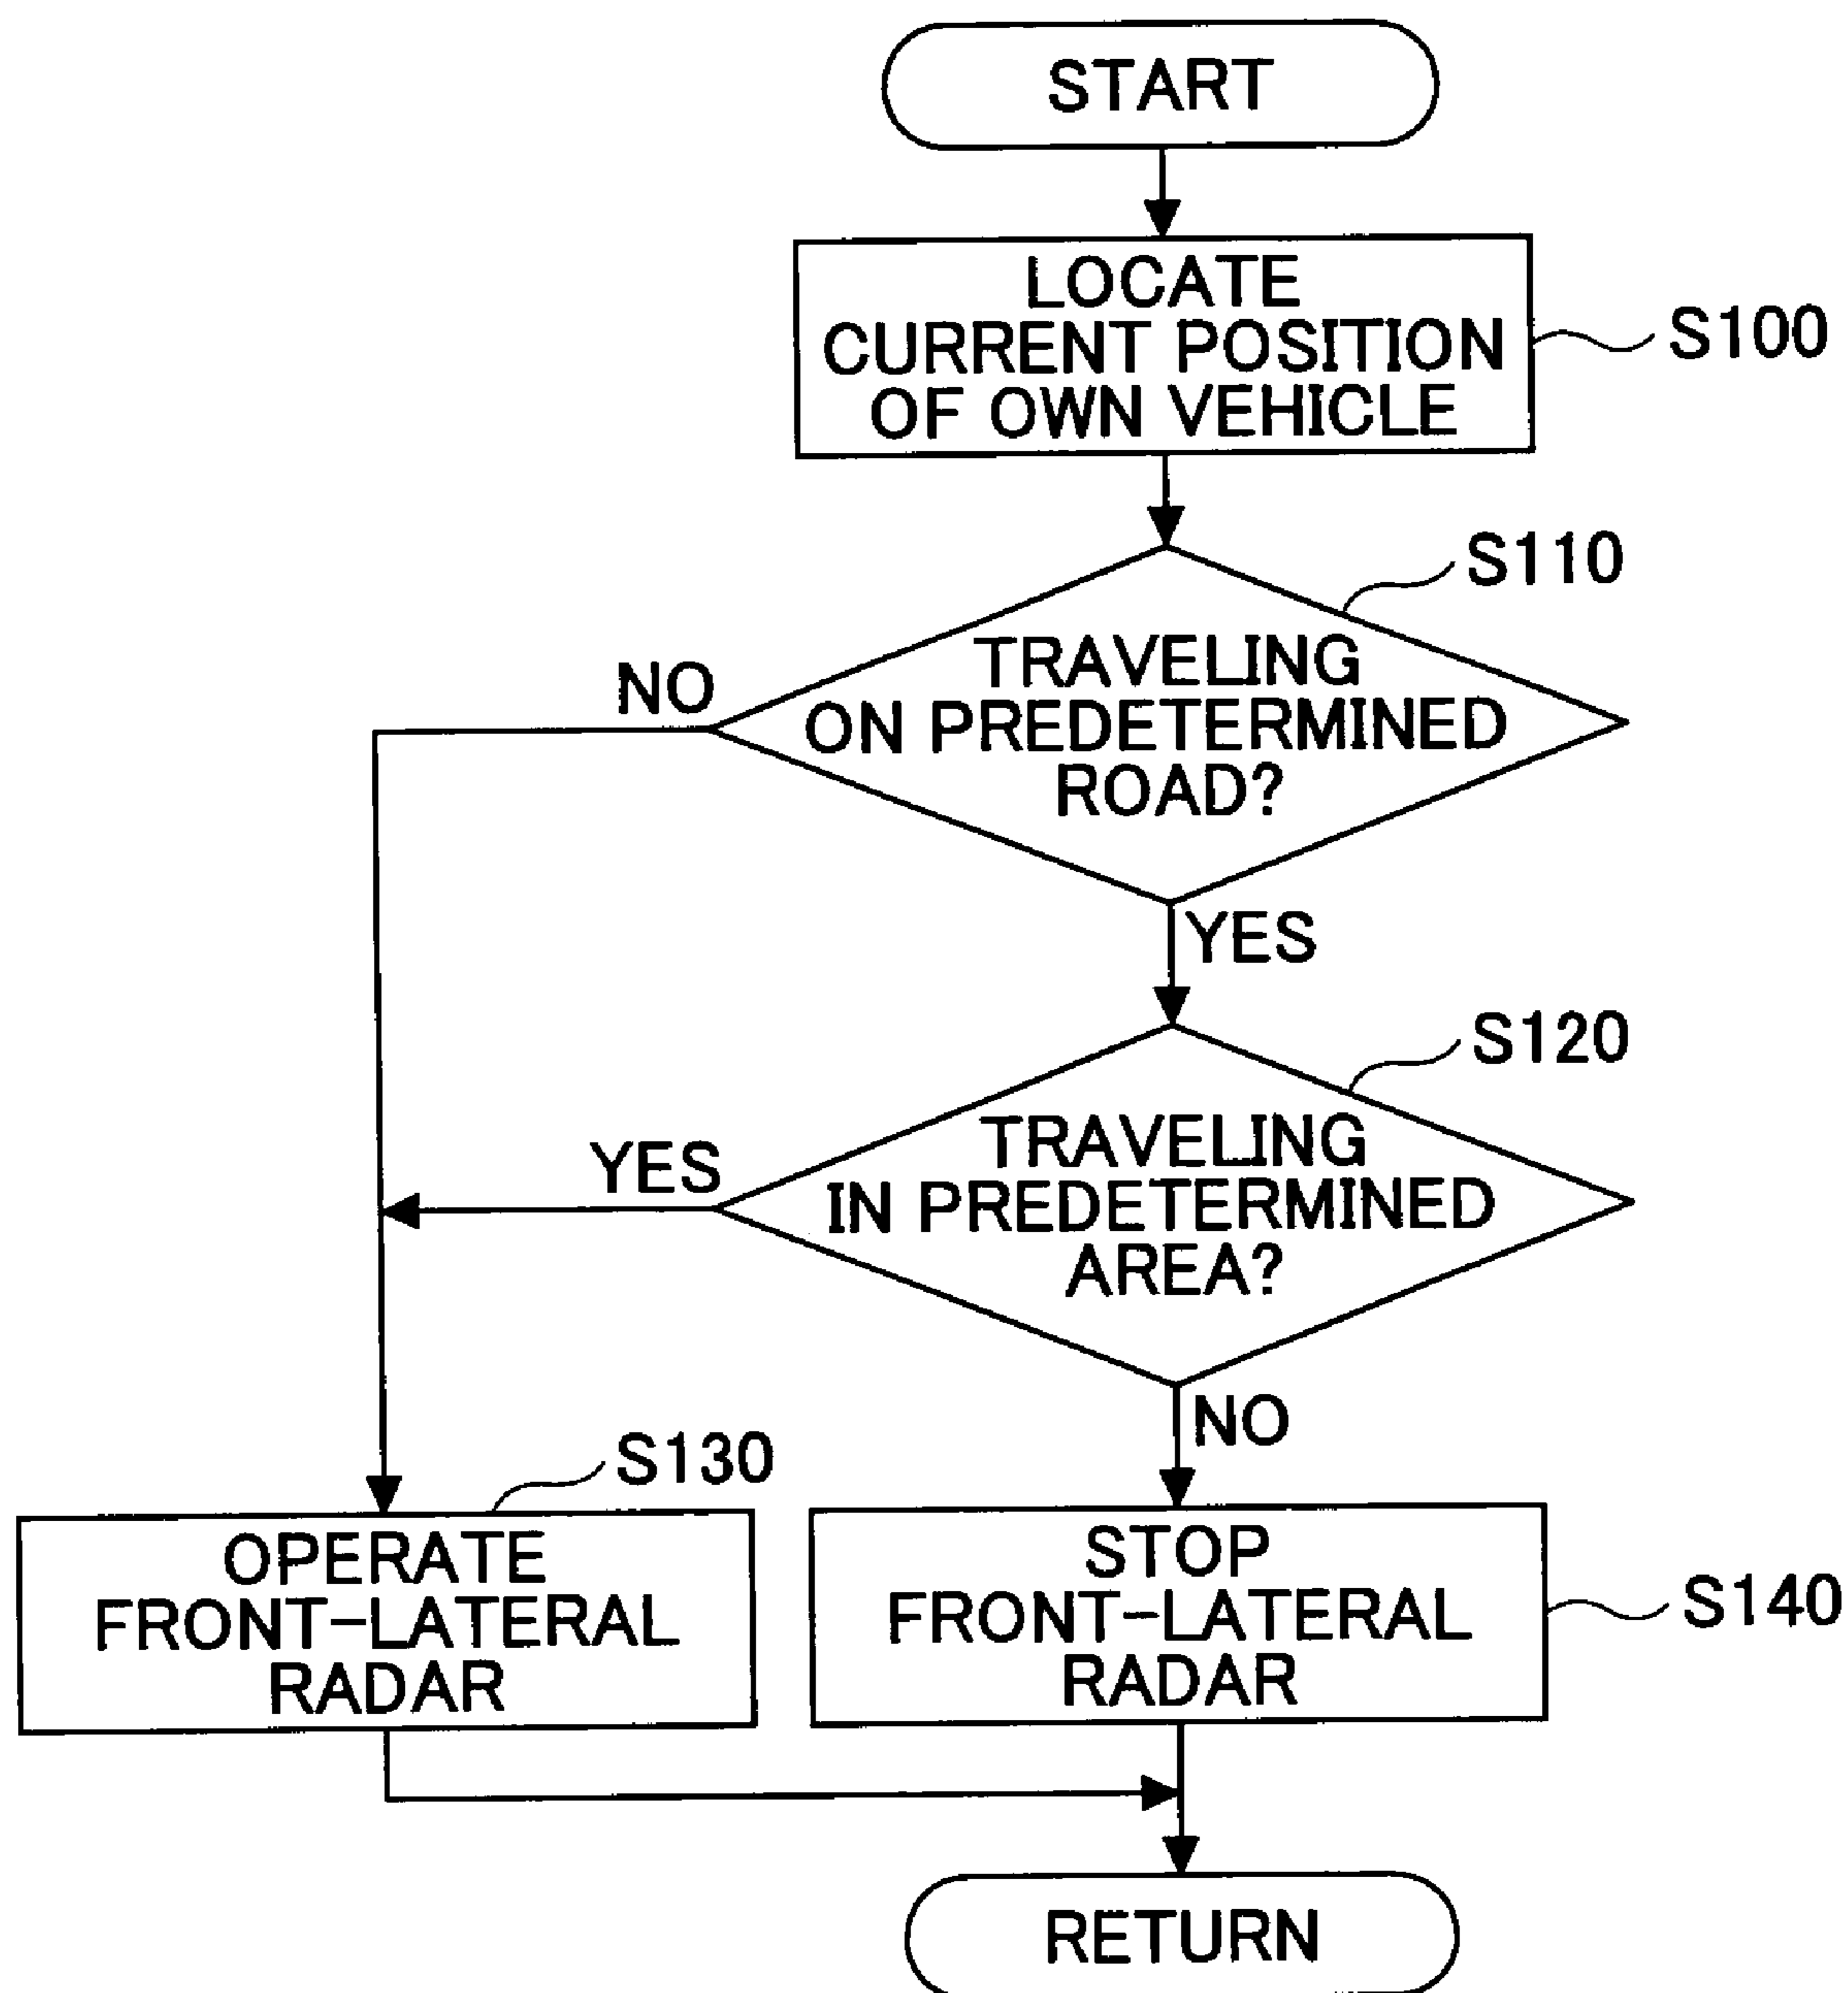 START
LOCATE
CURRENT POSITION
OF OWN VEHICLE
S100
S110
TRAVELING
ON PREDETERMINED
ROAD?
NO
YES
S120
TRAVELING
IN PREDETERMINED
AREA?
YES
NO
S130
OPERATE
FRONT-LATERAL
RADAR
STOP
FRONT-LATERAL
RADAR
S140
RETURN